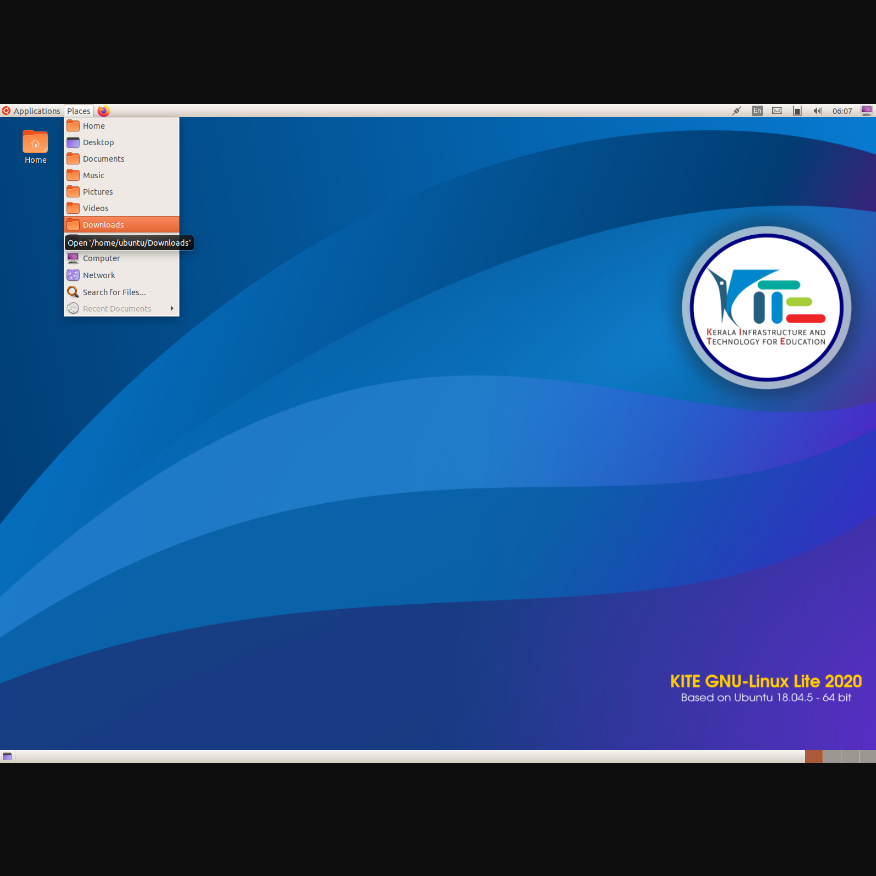 Applications Places En 06:07
Home
Home
Desktop
Documents
Music
Pictures
Videos
Downloads
Open '/home/ubuntu/Downloads'
Computer
Network
Search for Files...
Recent Documents
KITE
KERALA INFRASTRUCTURE AND
TECHNOLOGY FOR EDUCATION
KITE GNU-Linux Lite 2020
Based on Ubuntu 18.04.5 - 64 bit